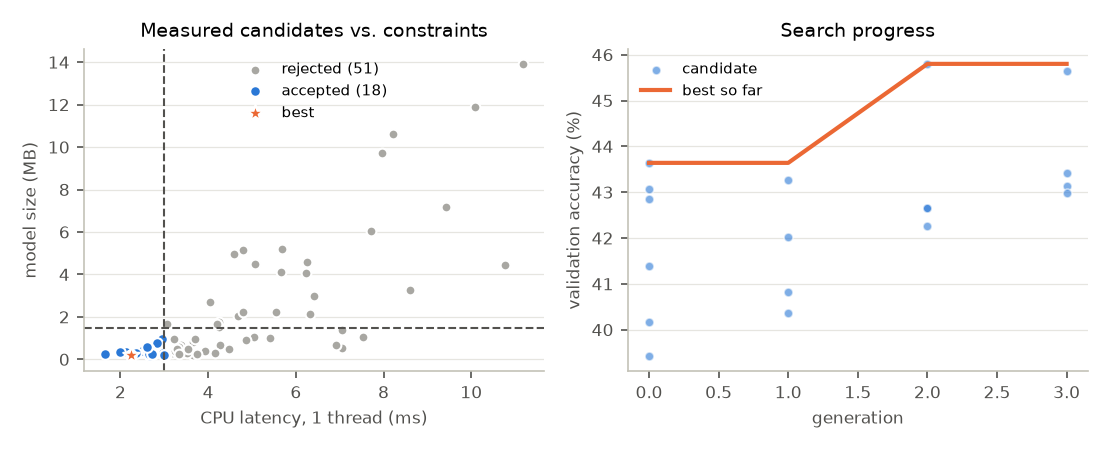 Measured candidates vs. constraints
rejected (51)
accepted (18)
best
14
12
10
8
6
4
2
0
model size (MB)
2
4
6
8
10
CPU latency, 1 thread (ms)
Search progress
candidate
best so far
46
45
44
43
42
41
40
validation accuracy (%)
0.0
0.5
1.0
1.5
2.0
2.5
3.0
generation